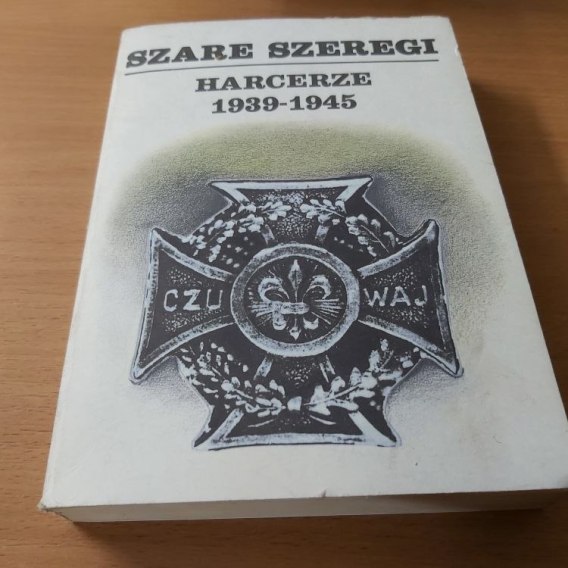 SZARE SZEREGI
HARCERZE
1939-1945
CZU WAJ